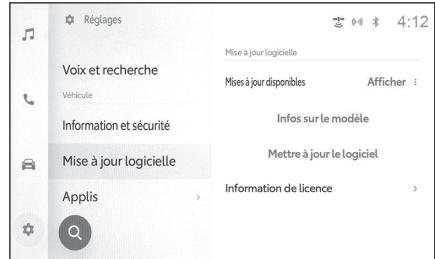 Réglages
4:12
Voix et recherche
Véhicule
Information et sécurité
Mise à jour logicielle
Applis
Mise à jour logicielle
Mises à jour disponibles Afficher
Infos sur le modèle
Mettre à jour le logiciel
Information de licence